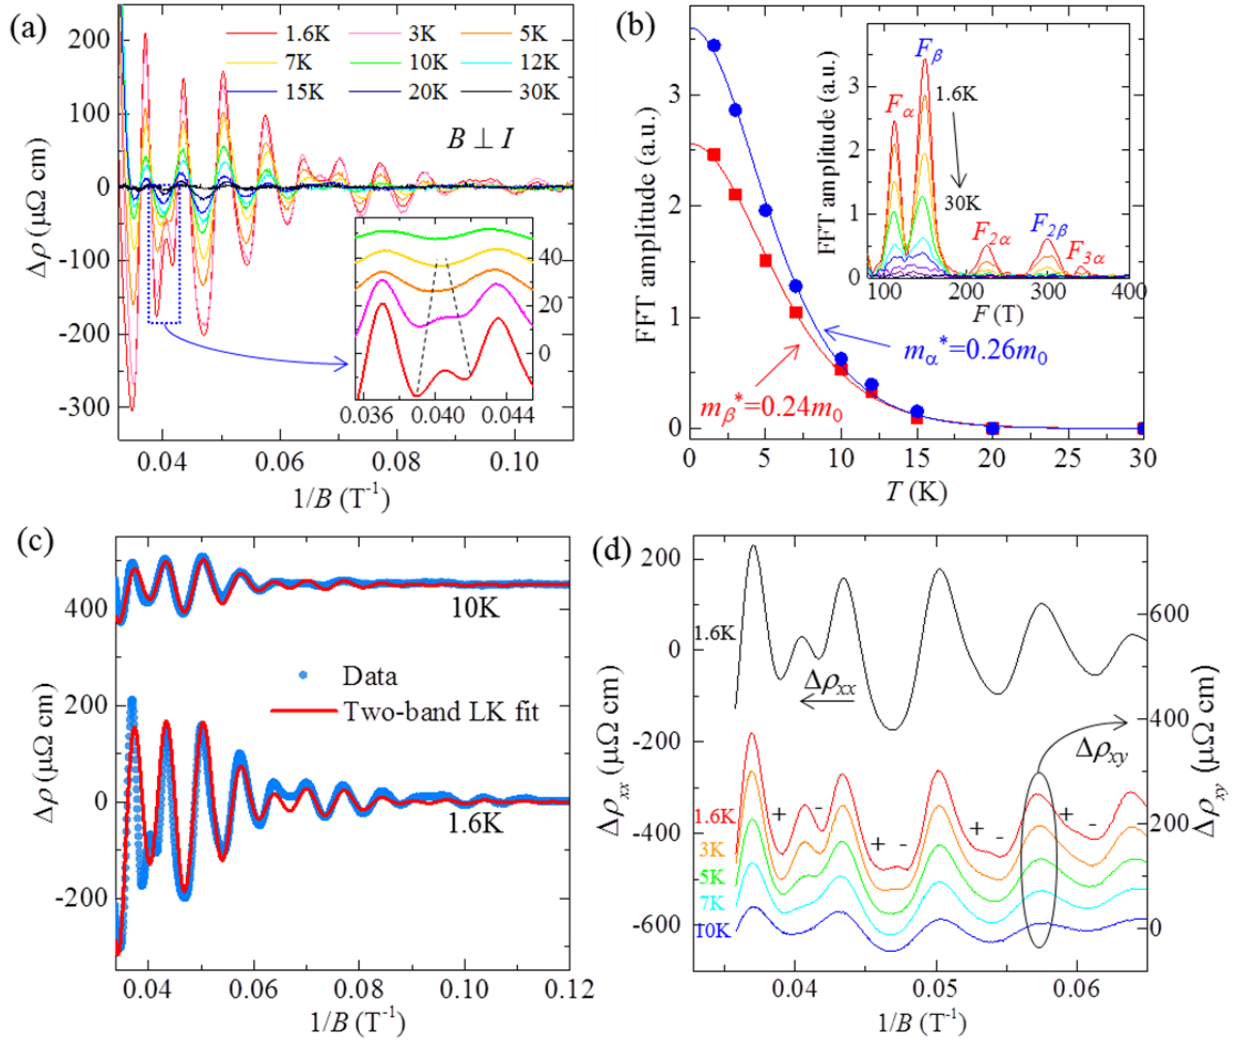 (a)
200
100
0
-100
-200
-300
Δρ (μΩ cm)
1.6K 3K 5K
7K 10K 12K
15K 20K 30K
B ⊥ I
40
20
0
0.036 0.040 0.044
0.04 0.06 0.08 0.10
1/B (T⁻¹)
(b)
3
2
1
0
FFT amplitude (a.u.)
FFT amplitude (a.u.)
3
2
1
0
Fα
Fβ
1.6K
30K
F2α
F2β
F3α
100 200 300 400
F (T)
mα*=0.26m0
mβ*=0.24m0
0 5 10 15 20 25 30
T (K)
(c)
400
200
0
-200
Δρ (μΩ cm)
10K
Data
Two-band LK fit
1.6K
0.04 0.06 0.08 0.10 0.12
1/B (T⁻¹)
(d)
200
0
-200
-400
-600
Δρxx (μΩ cm)
1.6K
Δρxx
Δρxy
1.6K
3K
5K
7K
10K
+ - + - + - + -
600
400
200
0
Δρxy (μΩ cm)
0.04 0.05 0.06
1/B (T⁻¹)